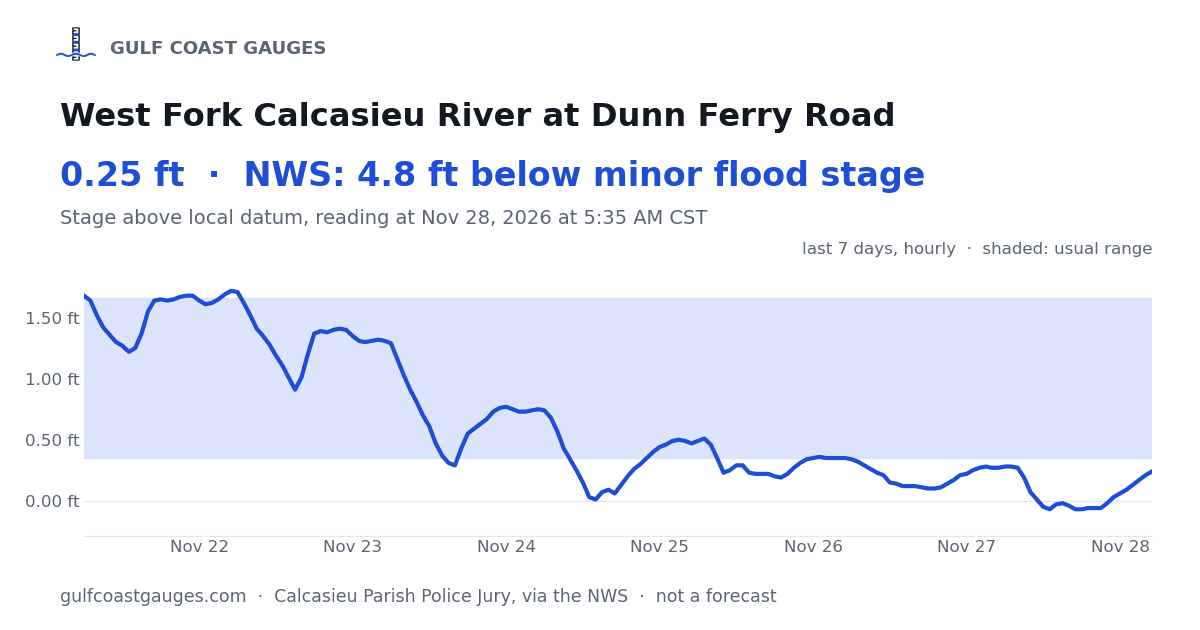 GULF COAST GAUGES
West Fork Calcasieu River at Dunn Ferry Road
0.25 ft · NWS: 4.8 ft below minor flood stage
Stage above local datum, reading at Nov 28, 2026 at 5:35 AM CST
last 7 days, hourly · shaded: usual range
1.50 ft
1.00 ft
0.50 ft
0.00 ft
Nov 22 Nov 23 Nov 24 Nov 25 Nov 26 Nov 27 Nov 28
gulfcoastgauges.com · Calcasieu Parish Police Jury, via the NWS · not a forecast